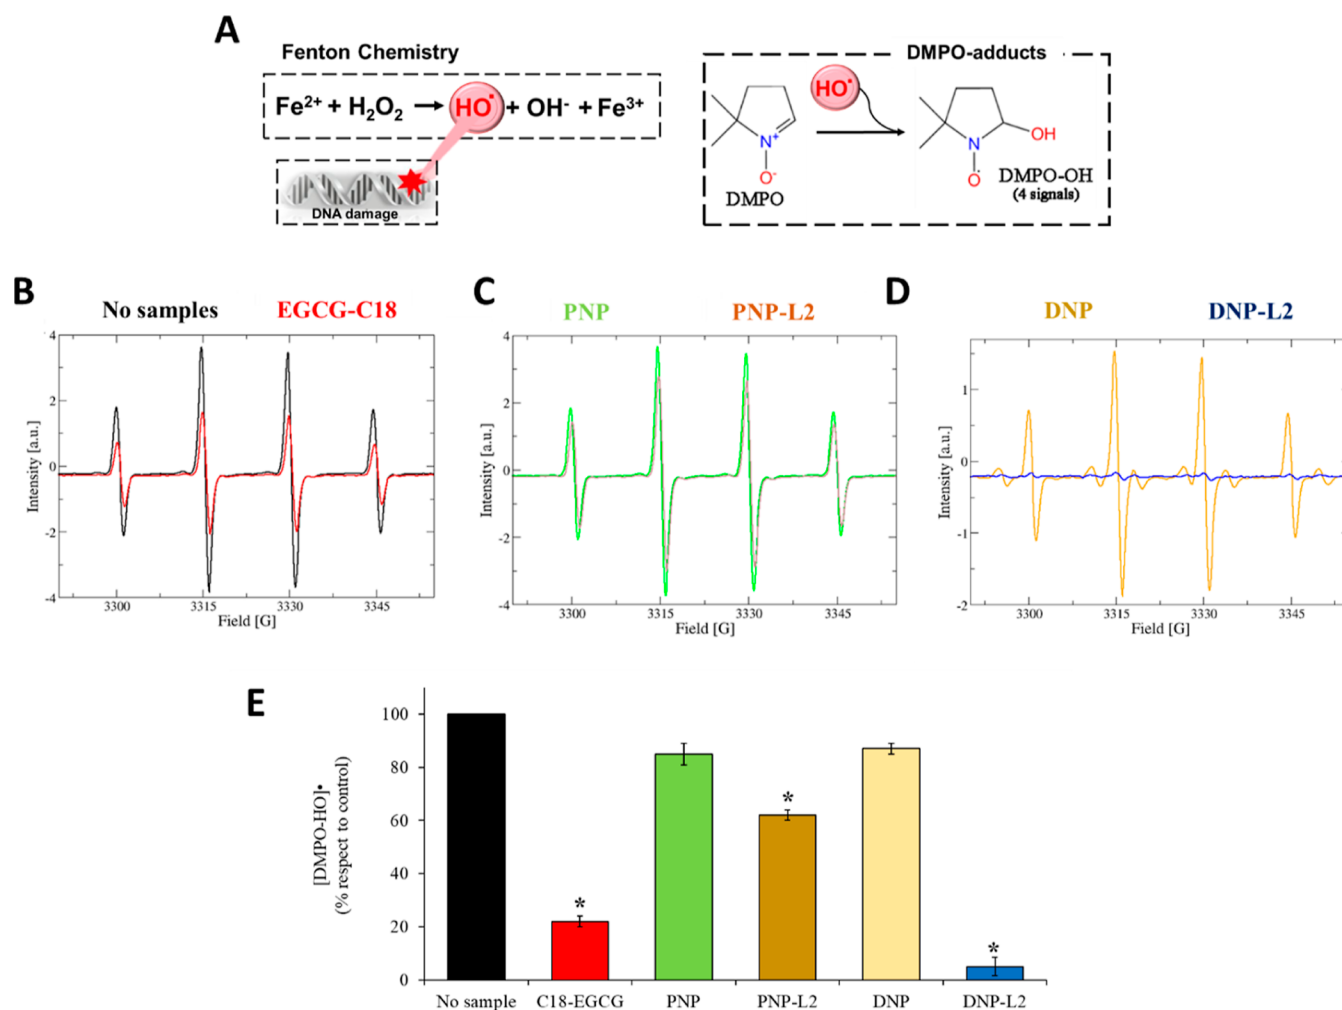 A
Fenton Chemistry
Fe²⁺ + H₂O₂ → HO• + OH⁻ + Fe³⁺
DNA damage
DMPO-adducts
HO•
N⁺
O⁻
DMPO
N
O•
OH
DMPO-OH
(4 signals)
B
No samples EGCG-C18
Intensity [a.u.]
4
2
0
-2
-4
3300 3315 3330 3345
Field [G]
C
PNP PNP-L2
Intensity [a.u.]
4
2
0
-2
-4
3300 3315 3330 3345
Field [G]
D
DNP DNP-L2
Intensity [a.u.]
1
0
-1
-2
3300 3315 3330 3345
Field [G]
E
[DMPO-HO]•
(% respect to control)
100
80
60
40
20
0
*
*
*
No sample C18-EGCG PNP PNP-L2 DNP DNP-L2